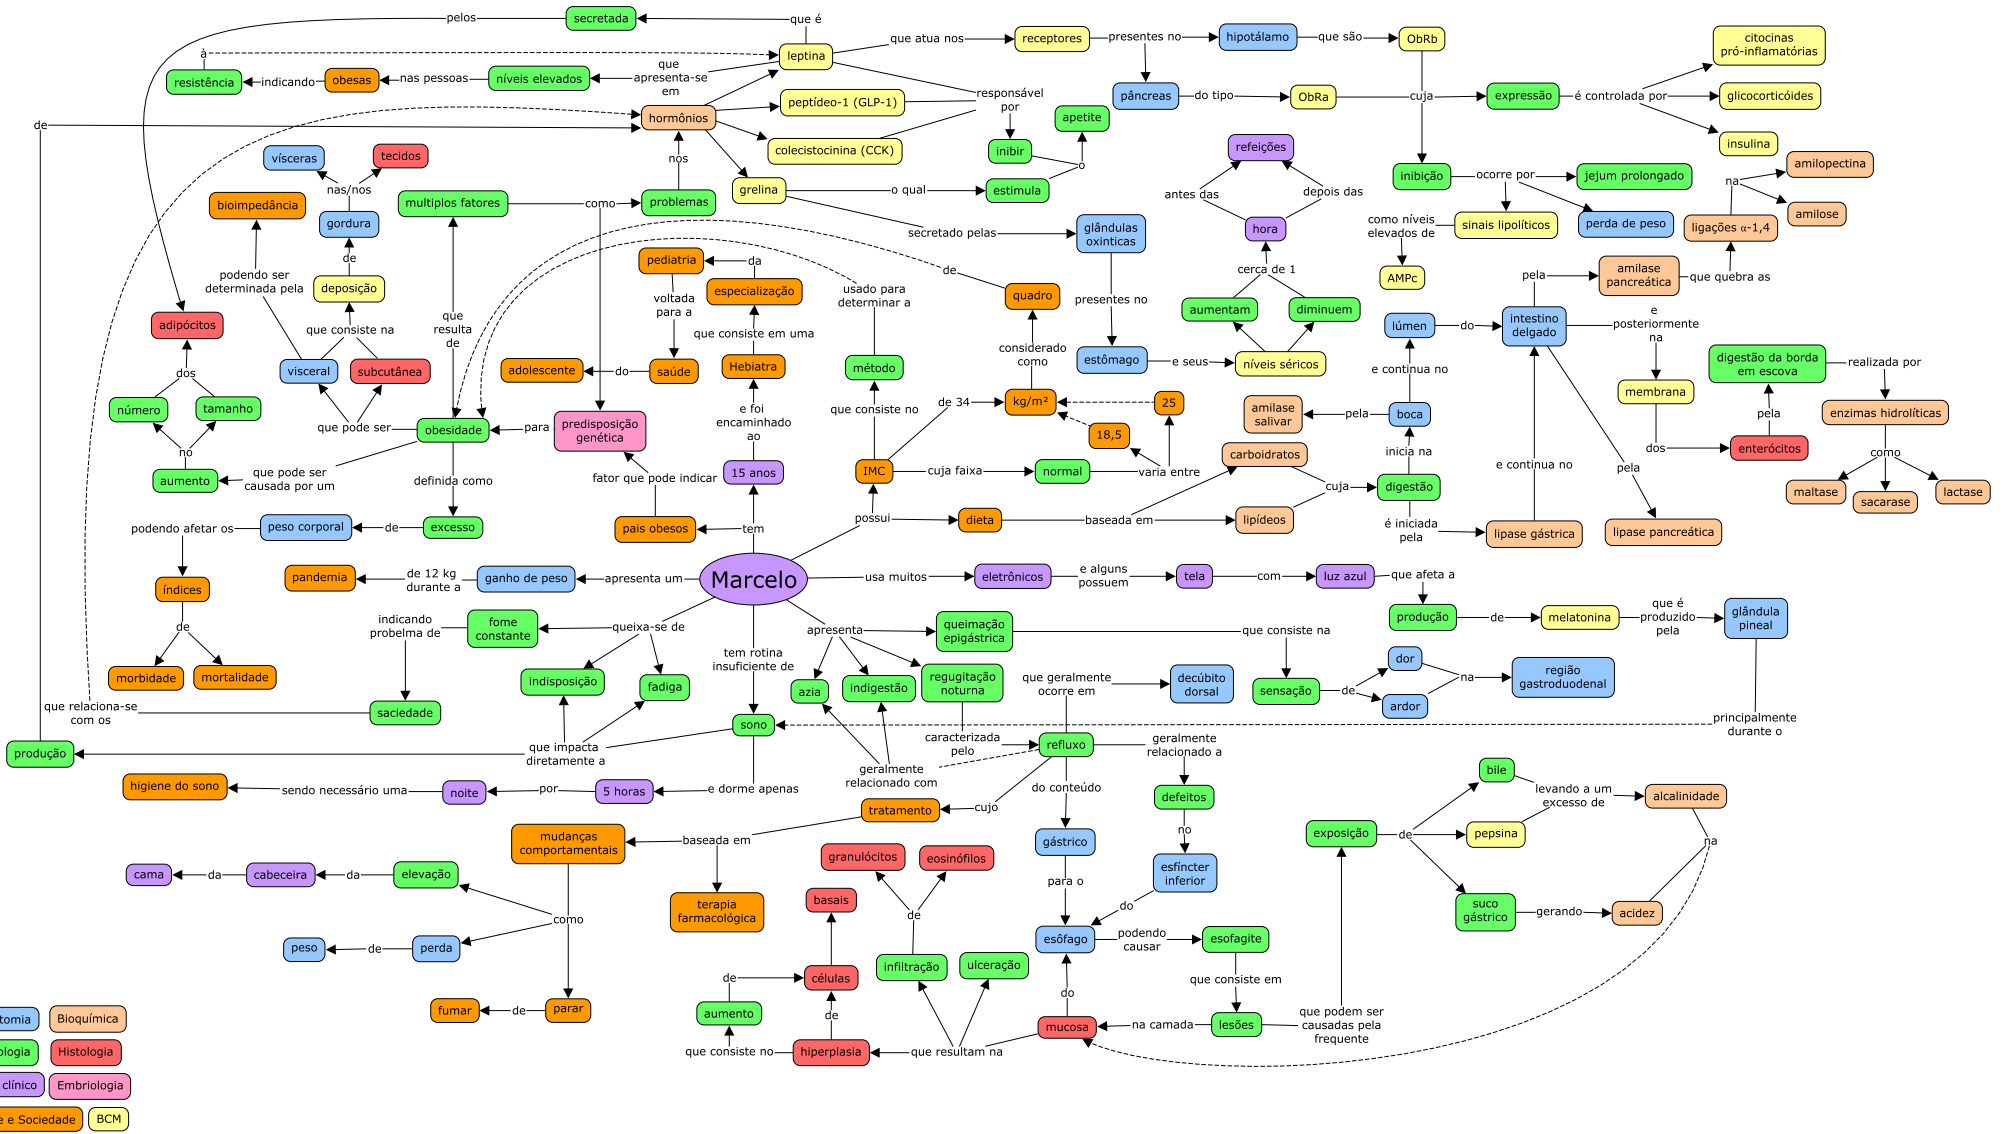 pelos
secretada
que é
à
resistência
indicando
obesas
nas pessoas
níveis elevados
que
apresenta-se
em
leptina
que atua nos
receptores
presentes no
hipotálamo
que são
ObRb
citocinas
pró-inflamatórias
pâncreas
do tipo
ObRa
cuja
expressão
é controlada por
glicocorticóides
insulina
de
hormônios
peptídeo-1 (GLP-1)
colecistocinina (CCK)
responsável
por
inibir
apetite
o
estimula
o qual
grelina
nos
problemas
como
multiplos fatores
vísceras
tecidos
nas/nos
gordura
bioimpedância
podendo ser
determinada pela
de
deposição
que consiste na
visceral
subcutânea
que pode ser
adipócitos
dos
número
tamanho
no
aumento
que pode ser
causada por um
que
resulta
de
obesidade
para
predisposição
genética
definida como
excesso
de
peso corporal
podendo afetar os
índices
de
morbidade
mortalidade
refeições
antes das
depois das
hora
cerca de 1
aumentam
diminuem
níveis séricos
e seus
estômago
presentes no
glândulas
oxinticas
secretado pelas
inibição
ocorre por
jejum prolongado
sinais lipolíticos
perda de peso
como níveis
elevados de
AMPc
amilopectina
na
amilose
ligações α-1,4
que quebra as
amilase
pancreática
pela
intestino
delgado
do
lúmen
e continua no
boca
pela
amilase
salivar
inicia na
digestão
cuja
carboidratos
lipídeos
baseada em
dieta
é iniciada
pela
lipase gástrica
e continua no
pela
lipase pancreática
e
posteriormente
na
membrana
dos
enterócitos
pela
digestão da borda
em escova
realizada por
enzimas hidrolíticas
como
maltase
sacarase
lactase
pediatria
da
especialização
voltada
para a
que consiste em uma
adolescente
do
saúde
Hebiatra
e foi
encaminhado
ao
15 anos
fator que pode indicar
pais obesos
tem
usado para
determinar a
método
que consiste no
de
quadro
considerado
como
de 34
kg/m²
25
18,5
IMC
cuja faixa
normal
varia entre
possui
Marcelo
apresenta um
ganho de peso
de 12 kg
durante a
pandemia
usa muitos
eletrônicos
e alguns
possuem
tela
com
luz azul
que afeta a
produção
de
melatonina
que é
produzido
pela
glândula
pineal
principalmente
durante o
indicando
probelma de
fome
constante
queixa-se de
indisposição
fadiga
saciedade
que relaciona-se
com os
produção
que impacta
diretamente a
tem rotina
insuficiente de
sono
e dorme apenas
5 horas
por
noite
sendo necessário uma
higiene do sono
apresenta
queimação
epigástrica
que consiste na
sensação
de
dor
ardor
na
região
gastroduodenal
azia
indigestão
regugitação
noturna
caracterizada
pelo
geralmente
relacionado com
que geralmente
ocorre em
decúbito
dorsal
refluxo
geralmente
relacionado a
defeitos
no
esfíncter
inferior
do
do conteúdo
gástrico
para o
esôfago
podendo
causar
esofagite
que consiste em
lesões
na camada
mucosa
do
cujo
tratamento
baseada em
mudanças
comportamentais
terapia
farmacológica
como
elevação
da
cabeceira
da
cama
perda
de
peso
parar
de
fumar
granulócitos
eosinófilos
de
infiltração
ulceração
basais
células
de
de
aumento
que consiste no
hiperplasia
que resultam na
que podem ser
causadas pela
frequente
exposição
de
bile
pepsina
suco
gástrico
levando a um
excesso de
alcalinidade
gerando
acidez
na
tomia
Bioquímica
ologia
Histologia
clínico
Embriologia
e e Sociedade
BCM